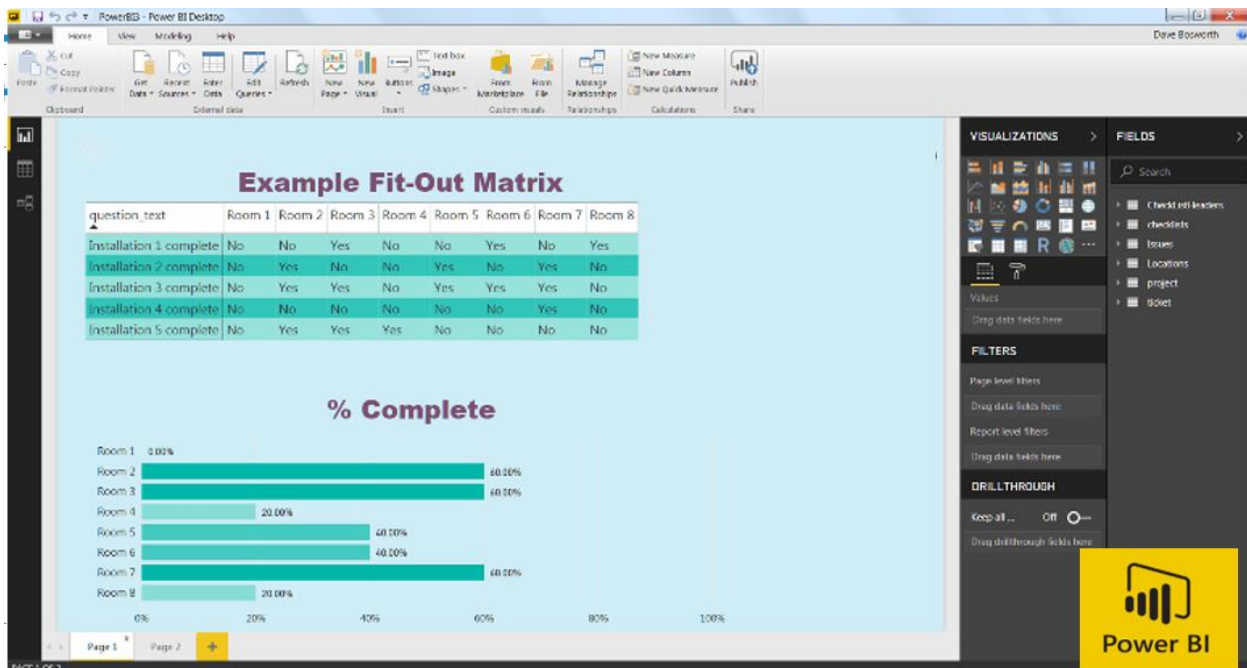 PowerBI3 - Power BI Desktop
Home View Modeling Help
Dave Bosworth
Paste
Cut
Copy
Format Painter
Clipboard
Get Data
Recent Sources
Enter Data
Edit Queries
Refresh
External data
New Page
New Visual
Buttons
Text box
Image
Shapes
Insert
From Marketplace
From File
Custom visuals
Manage Relationships
Relationships
New Measure
New Column
New Quick Measure
Calculations
Publish
Share
Example Fit-Out Matrix
question_text Room 1 Room 2 Room 3 Room 4 Room 5 Room 6 Room 7 Room 8
Installation 1 complete No No Yes No No Yes No Yes
Installation 2 complete No Yes No No Yes No Yes No
Installation 3 complete No Yes Yes No Yes Yes Yes No
Installation 4 complete No No No No No No Yes No
Installation 5 complete No Yes Yes Yes No No No No
% Complete
Room 1 0.00%
Room 2 60.00%
Room 3 60.00%
Room 4 20.00%
Room 5 40.00%
Room 6 40.00%
Room 7 60.00%
Room 8 20.00%
0% 20% 40% 60% 80% 100%
Page 1 Page 2
PAGE 1 OF 2
VISUALIZATIONS
R
Values
Drag data fields here
FILTERS
Page level filters
Drag data fields here
Report level filters
Drag data fields here
DRILLTHROUGH
Keep all ... Off
Drag drillthrough fields here
FIELDS
Search
CheckListHeaders
checklists
Issues
Locations
project
ticket
Power BI